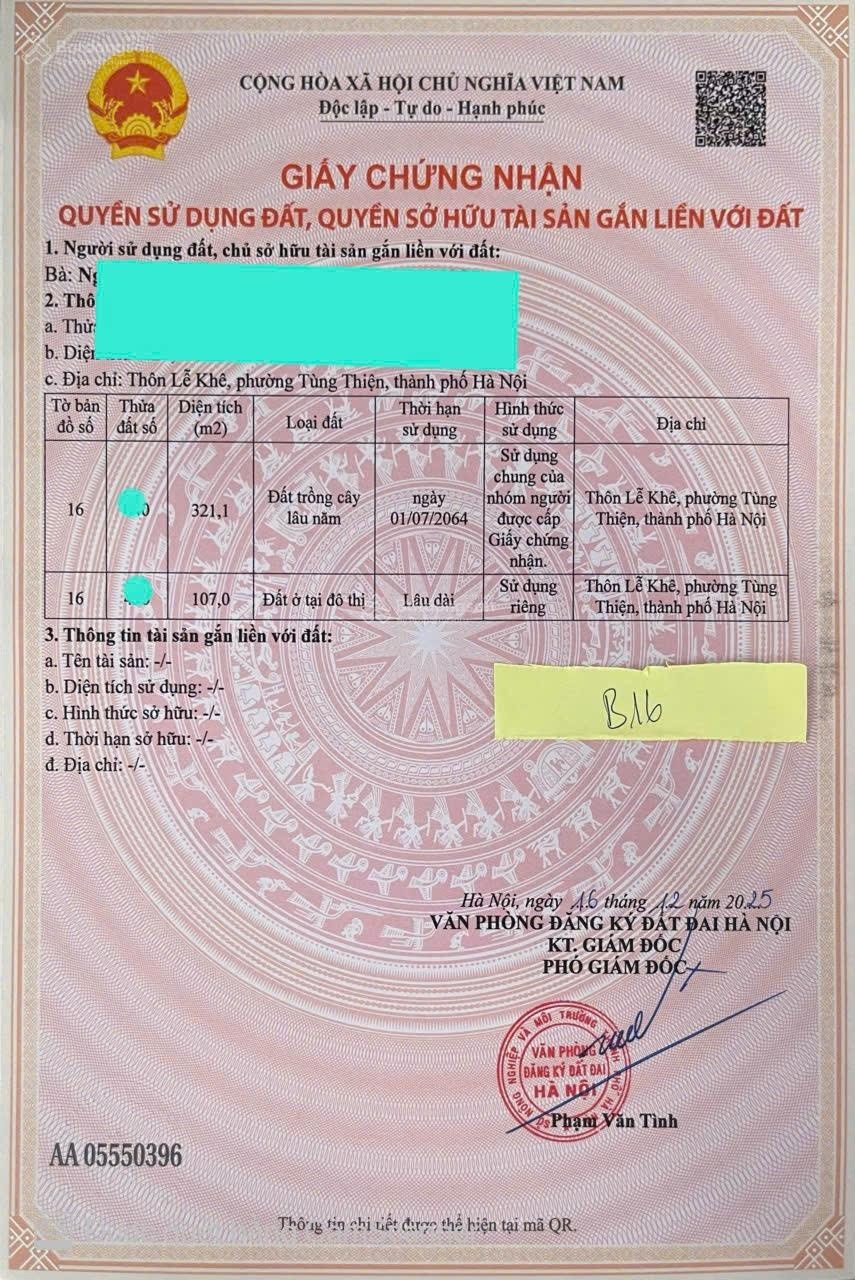 CỘNG HÒA XÃ HỘI CHỦ NGHĨA VIỆT NAM
Độc lập - Tự do - Hạnh phúc
GIẤY CHỨNG NHẬN
QUYỀN SỬ DỤNG ĐẤT, QUYỀN SỞ HỮU TÀI SẢN GẮN LIỀN VỚI ĐẤT
1. Người sử dụng đất, chủ sở hữu tài sản gắn liền với đất:
Bà:
2.
a.
b.
c. Địa chỉ: Thôn Lễ Khê, phường Tùng Thiện, thành phố Hà Nội
Tờ bản đồ số Thửa đất số Diện tích (m2) Loại đất Thời hạn sử dụng Hình thức sử dụng Địa chỉ
16 321,1 Đất trồng cây lâu năm ngày 01/07/2064 Sử dụng chung của nhóm người được cấp Giấy chứng nhận. Thôn Lễ Khê, phường Tùng Thiện, thành phố Hà Nội
16 107,0 Đất ở tại đô thị Lâu dài Sử dụng riêng Thôn Lễ Khê, phường Tùng Thiện, thành phố Hà Nội
3. Thông tin tài sản gắn liền với đất:
a. Tên tài sản: -/-
b. Diện tích sử dụng: -/-
c. Hình thức sở hữu: -/-
d. Thời hạn sở hữu: -/-
đ. Địa chỉ: -/-
B16
Hà Nội, ngày 16 tháng 12 năm 2025
VĂN PHÒNG ĐĂNG KÝ ĐẤT ĐAI HÀ NỘI
KT. GIÁM ĐỐC
PHÓ GIÁM ĐỐC
VĂN PHÒNG
ĐĂNG KÝ ĐẤT ĐAI
HÀ NỘI
Phạm Văn Tình
AA 05550396
Thông tin chi tiết được thể hiện tại mã QR.